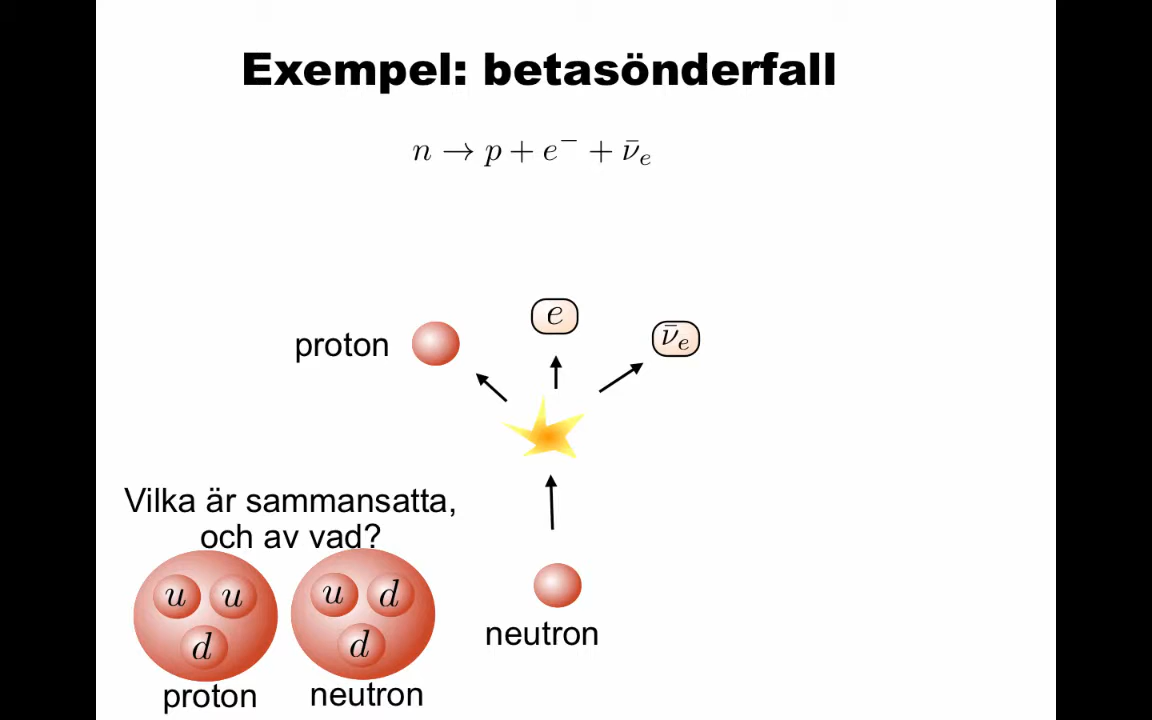 Exempel: betasönderfall
n → p + e⁻ + ν̄ₑ
e
ν̄ₑ
proton
Vilka är sammansatta,
och av vad?
u u
d
u d
d
proton
neutron
neutron